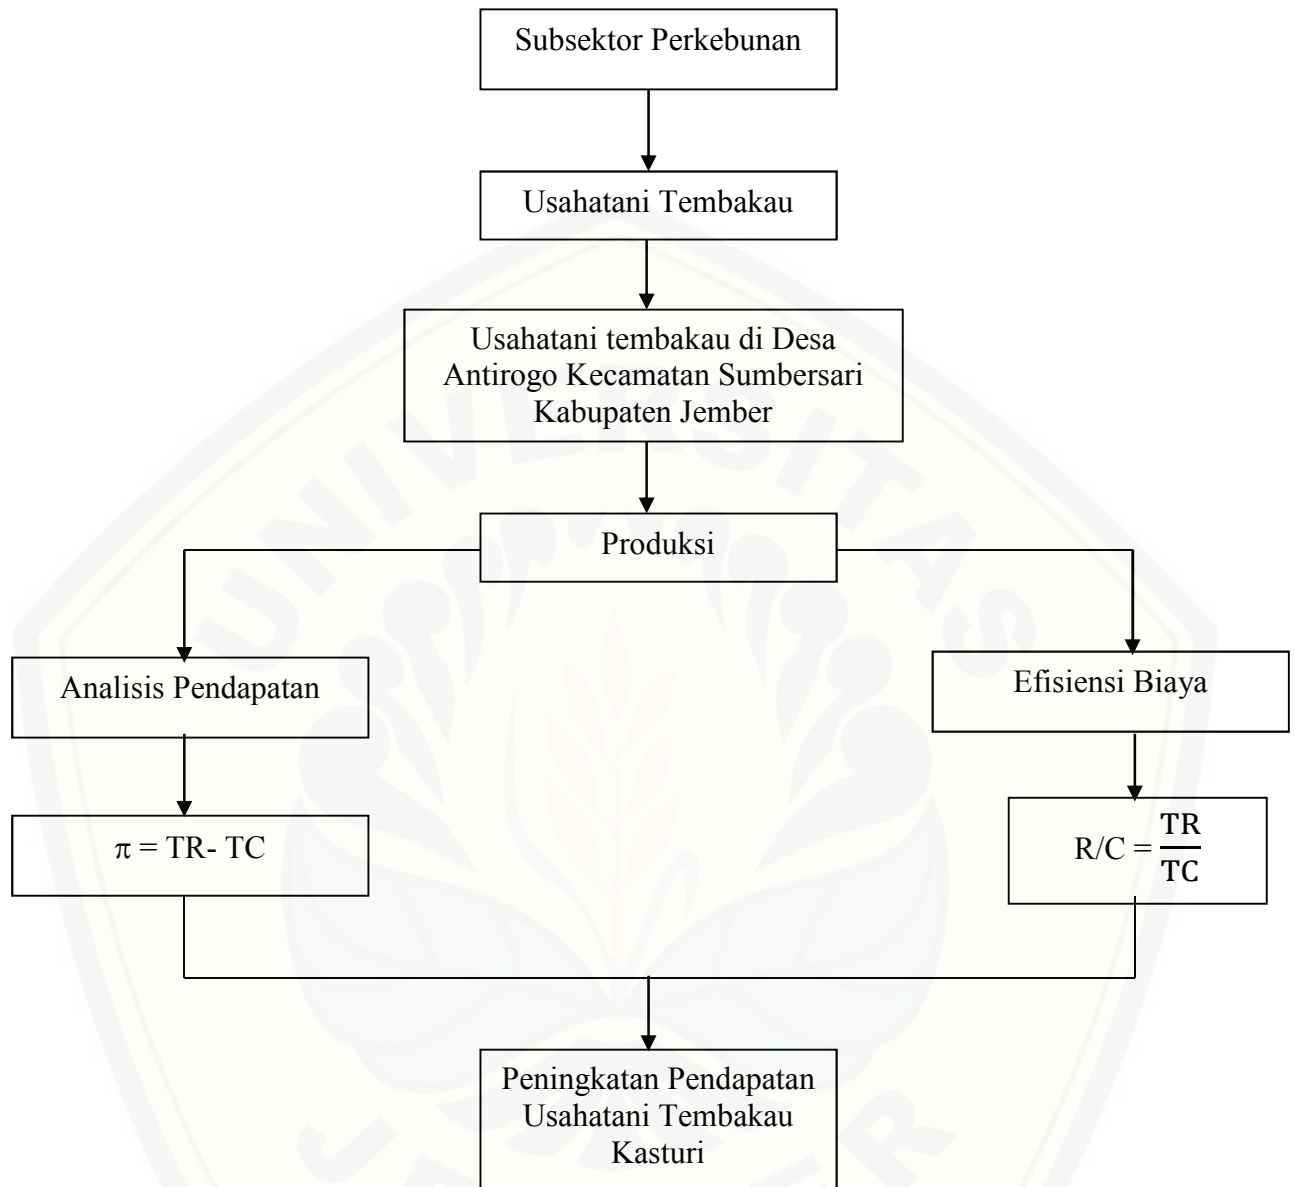 Subsektor Perkebunan
Usahatani Tembakau
Usahatani tembakau di Desa
Antirogo Kecamatan Sumbersari
Kabupaten Jember
Produksi
Analisis Pendapatan
Efisiensi Biaya
π = TR- TC
R/C = TR/TC
Peningkatan Pendapatan
Usahatani Tembakau
Kasturi
UNIVERSITAS